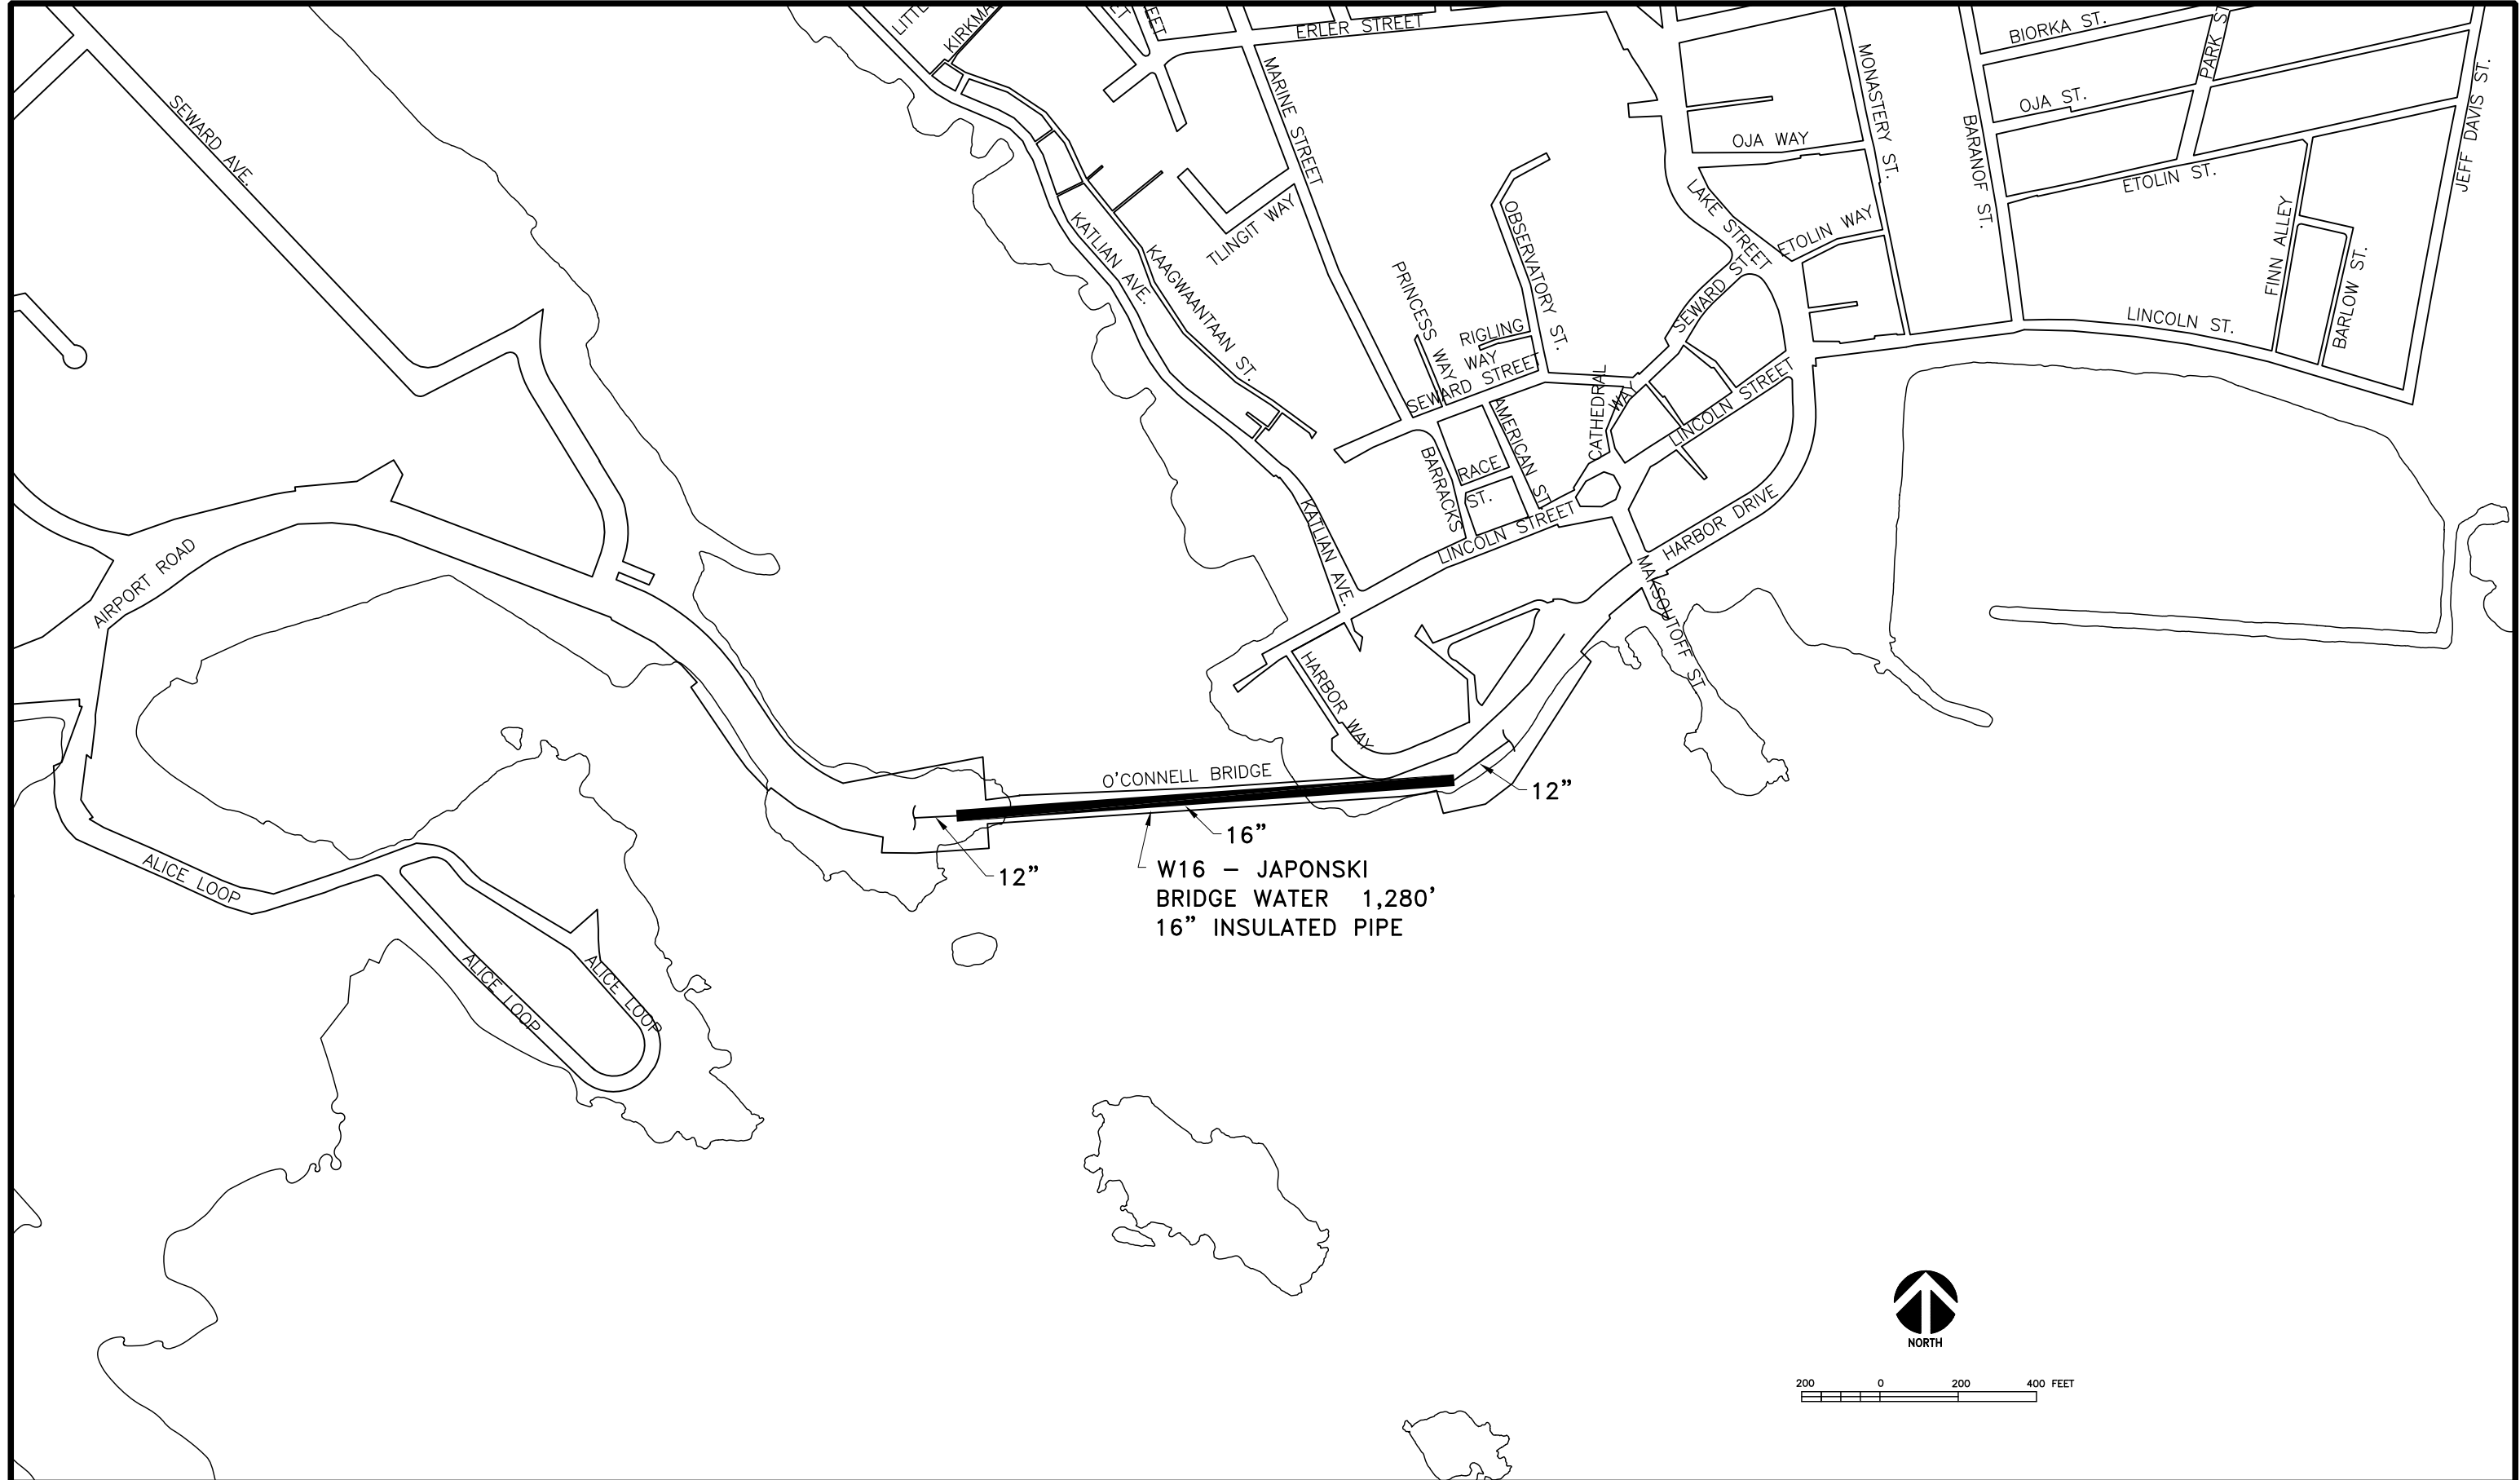 ERLER STREET
BIORKA ST.
PARK
SEWARD AVE.
MARINE STREET
MONASTERY ST.
OJA ST.
OJA WAY
BARANOF ST.
JEFF DAVIS ST.
ETOLIN ST.
LAKE STREET
ETOLIN WAY
TLINGIT WAY
KATLIAN AVE.
KAAGWAANTAAN ST.
OBSERVATORY ST.
PRINCESS WAY
RIGLING
WAY
SEWARD ST.
FINN ALLEY
BARLOW ST.
LINCOLN ST.
SEWARD STREET
CATHEDRAL
WAY
LINCOLN STREET
AMERICAN ST.
BARRACKS
RACE
ST.
LINCOLN STREET
HARBOR DRIVE
KATLIAN AVE.
MAKSOUTOFF ST
AIRPORT ROAD
HARBOR WAY
O'CONNELL BRIDGE
12"
16"
12"
W16 – JAPONSKI
BRIDGE WATER 1,280'
16" INSULATED PIPE
ALICE LOOP
ALICE LOOP
ALICE LOOP
NORTH
200 0 200 400 FEET